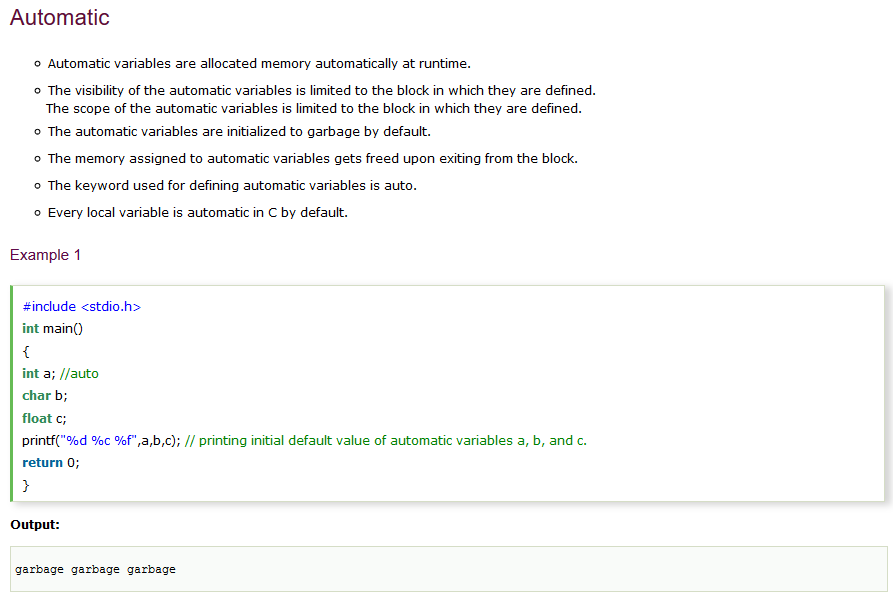 Automatic
Automatic variables are allocated memory automatically at runtime.
The visibility of the automatic variables is limited to the block in which they are defined.
The scope of the automatic variables is limited to the block in which they are defined.
The automatic variables are initialized to garbage by default.
The memory assigned to automatic variables gets freed upon exiting from the block.
The keyword used for defining automatic variables is auto.
Every local variable is automatic in C by default.
Example 1
#include <stdio.h>
int main()
{
int a; //auto
char b;
float c;
printf("%d %c %f",a,b,c); // printing initial default value of automatic variables a, b, and c.
return 0;
}
Output:
garbage garbage garbage